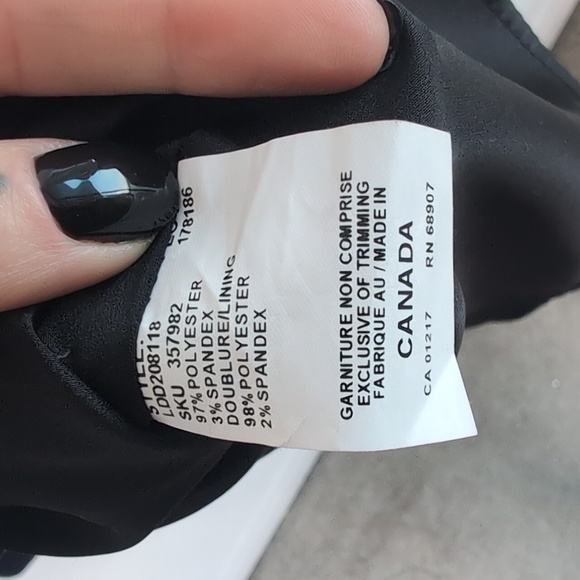 STYLE:
LDD208118
SKU 357982
97% POLYESTER
3% SPANDEX
DOUBLURE/LINING
98% POLYESTER
2% SPANDEX
178186
GARNITURE NON COMPRISE
EXCLUSIVE OF TRIMMING
FABRIQUE AU / MADE IN
CANADA
CA 01217 RN 68907